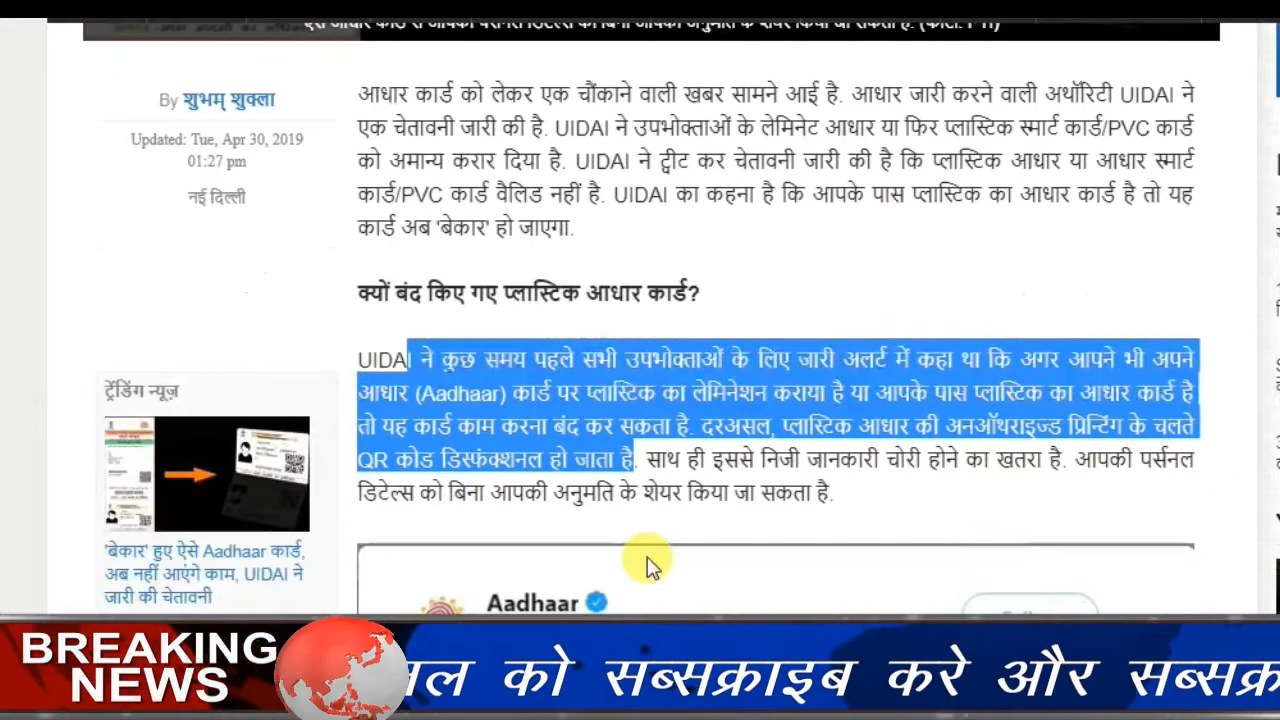 By शुभम् शुक्ला
Updated: Tue, Apr 30, 2019
01:27 pm
नई दिल्ली
आधार कार्ड को लेकर एक चौंकाने वाली खबर सामने आई है. आधार जारी करने वाली अथॉरिटी UIDAI ने
एक चेतावनी जारी की है. UIDAI ने उपभोक्ताओं के लेमिनेट आधार या फिर प्लास्टिक स्मार्ट कार्ड/PVC कार्ड
को अमान्य करार दिया है. UIDAI ने ट्वीट कर चेतावनी जारी की है कि प्लास्टिक आधार या आधार स्मार्ट
कार्ड/PVC कार्ड वैलिड नहीं है. UIDAI का कहना है कि आपके पास प्लास्टिक का आधार कार्ड है तो यह
कार्ड अब 'बेकार' हो जाएगा.
क्यों बंद किए गए प्लास्टिक आधार कार्ड?
UIDAI ने कुछ समय पहले सभी उपभोक्ताओं के लिए जारी अलर्ट में कहा था कि अगर आपने भी अपने
आधार (Aadhaar) कार्ड पर प्लास्टिक का लेमिनेशन कराया है या आपके पास प्लास्टिक का आधार कार्ड है
तो यह कार्ड काम करना बंद कर सकता है. दरअसल, प्लास्टिक आधार की अनऑथराइज्ड प्रिन्टिंग के चलते
QR कोड डिस्फंक्शनल हो जाता है. साथ ही इससे निजी जानकारी चोरी होने का खतरा है. आपकी पर्सनल
डिटेल्स को बिना आपकी अनुमति के शेयर किया जा सकता है.
ट्रेंडिंग न्यूज़
'बेकार' हुए ऐसे Aadhaar कार्ड,
अब नहीं आएंगे काम, UIDAI ने
जारी की चेतावनी
Aadhaar
BREAKING
NEWS
को सब्सक्राइब करे और